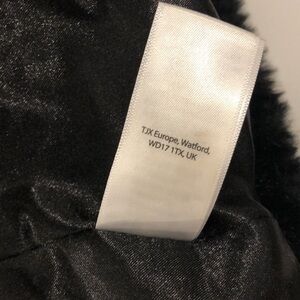 TJX Europe, Watford,
WD17 1TX, UK